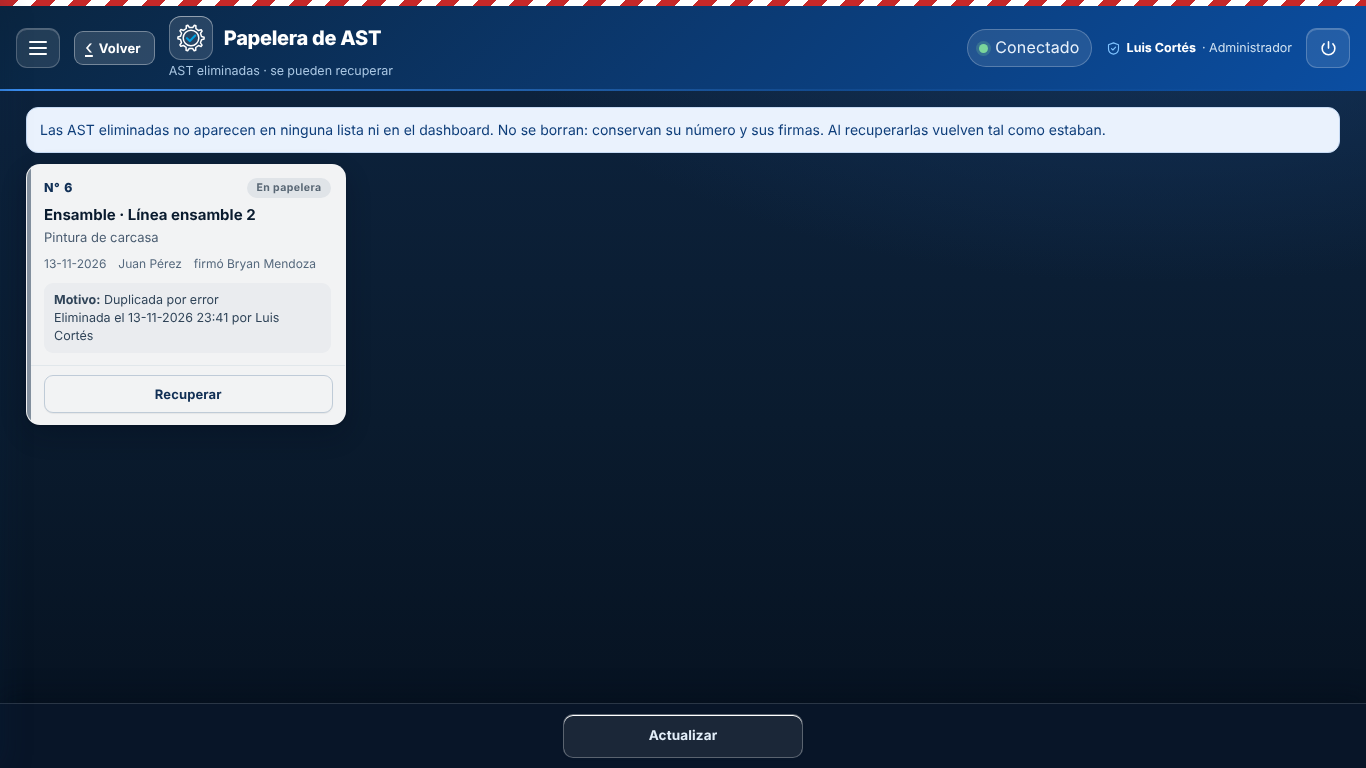 Volver
Papelera de AST
AST eliminadas · se pueden recuperar
Conectado
Luis Cortés · Administrador
Las AST eliminadas no aparecen en ninguna lista ni en el dashboard. No se borran: conservan su número y sus firmas. Al recuperarlas vuelven tal como estaban.
N° 6
En papelera
Ensamble · Línea ensamble 2
Pintura de carcasa
13-11-2026 Juan Pérez firmó Bryan Mendoza
Motivo: Duplicada por error
Eliminada el 13-11-2026 23:41 por Luis
Cortés
Recuperar
Actualizar